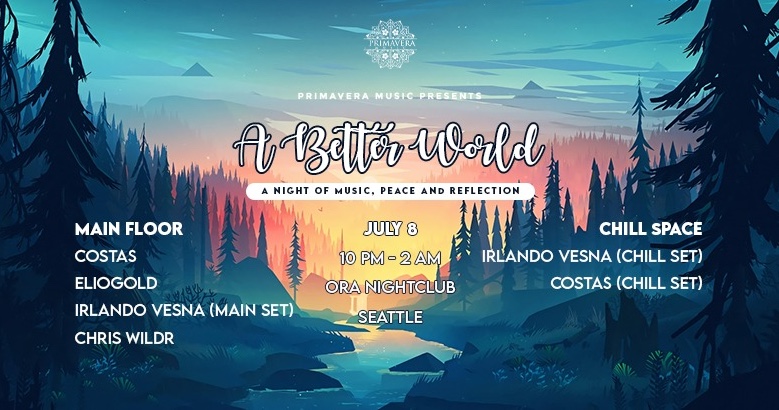 PRIMAVERA
PRIMAVERA MUSIC PRESENTS
A Better World
A NIGHT OF MUSIC, PEACE AND REFLECTION
MAIN FLOOR
COSTAS
ELIOGOLD
IRLANDO VESNA (MAIN SET)
CHRIS WILDR
JULY 8
10 PM - 2 AM
ORA NIGHTCLUB
SEATTLE
CHILL SPACE
IRLANDO VESNA (CHILL SET)
COSTAS (CHILL SET)